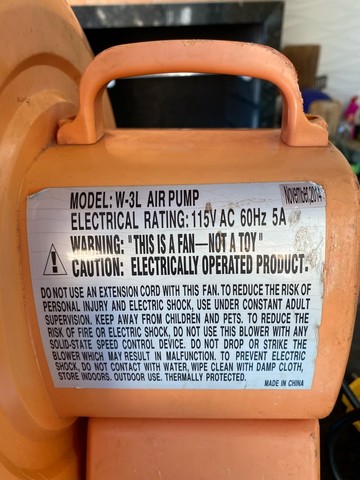 MODEL: W-3L AIR PUMP
November,2014
ELECTRICAL RATING: 115V AC 60Hz 5A
WARNING: "THIS IS A FAN—NOT A TOY"
CAUTION: ELECTRICALLY OPERATED PRODUCT.
DO NOT USE AN EXTENSION CORD WITH THIS FAN. TO REDUCE THE RISK OF
PERSONAL INJURY AND ELECTRIC SHOCK, USE UNDER CONSTANT ADULT
SUPERVISION. KEEP AWAY FROM CHILDREN AND PETS. TO REDUCE THE
RISK OF FIRE OR ELECTRIC SHOCK, DO NOT USE THIS BLOWER WITH ANY
SOLID-STATE SPEED CONTROL DEVICE. DO NOT DROP OR STRIKE THE
BLOWER WHICH MAY RESULT IN MALFUNCTION. TO PREVENT ELECTRIC
SHOCK, DO NOT CONTACT WITH WATER, WIPE CLEAN WITH DAMP CLOTH,
STORE INDOORS. OUTDOOR USE. THERMALLY PROTECTED.
MADE IN CHINA